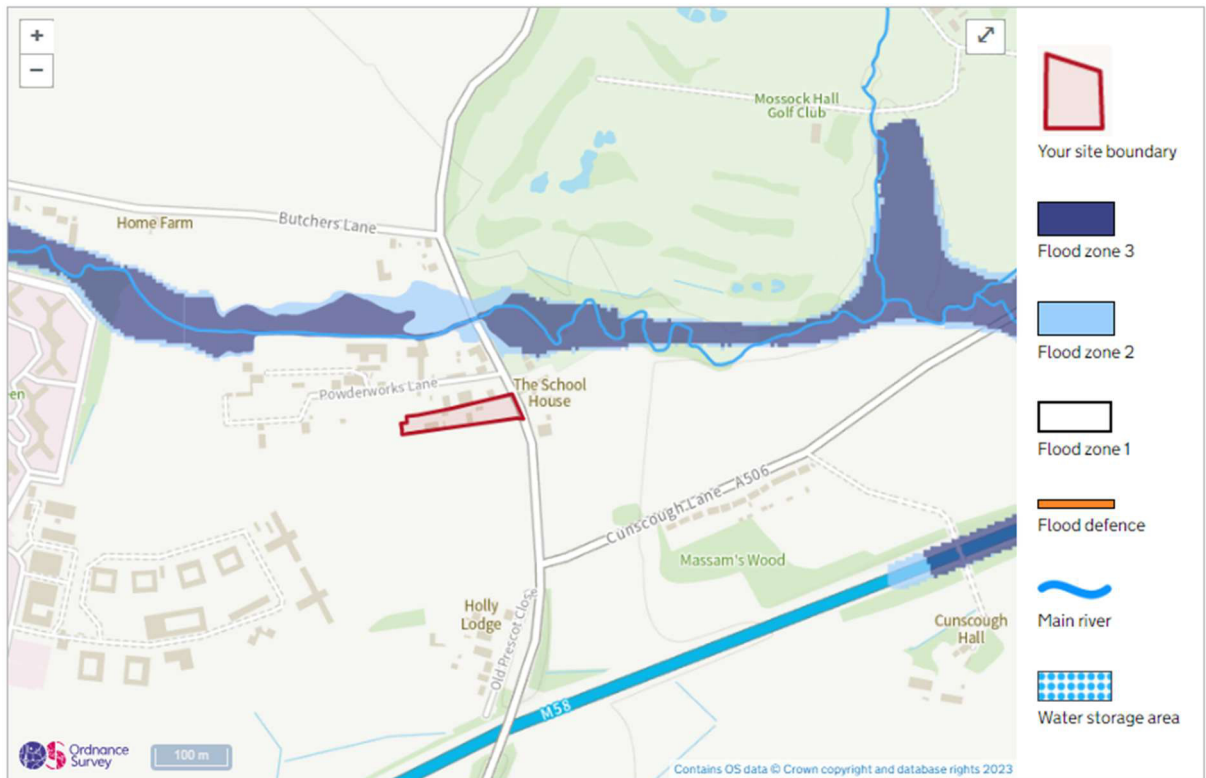 +
−
Mossock Hall
Golf Club
Home Farm
Butchers Lane
Powderworks Lane
The School
House
een
Cunscough Lane A506
Massam's Wood
Holly
Lodge
Old Prescot Close
Cunscough
Hall
M58
Ordnance
Survey
100 m
Contains OS data © Crown copyright and database rights 2023
Your site boundary
Flood zone 3
Flood zone 2
Flood zone 1
Flood defence
Main river
Water storage area